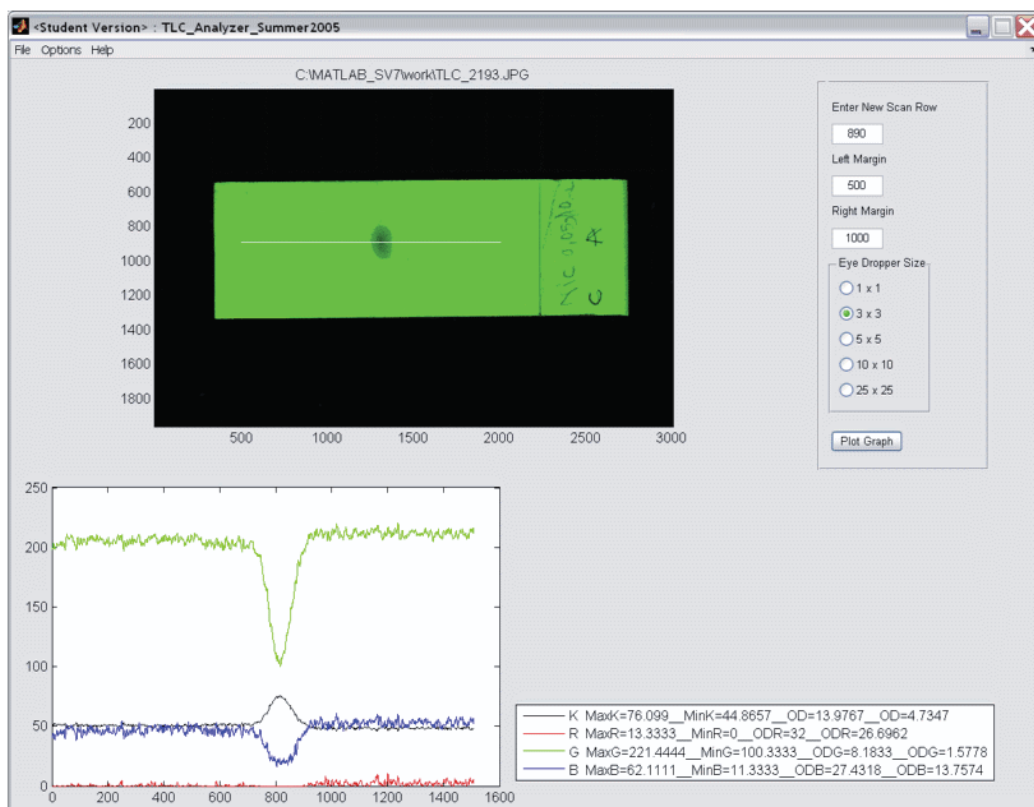 <Student Version> : TLC_Analyzer_Summer2005
File Options Help
C:\MATLAB_SV7\work\TLC_2193.JPG
200
400
600
800
1000
1200
1400
1600
1800
500 1000 1500 2000 2500 3000
NIC
C A
Enter New Scan Row
890
Left Margin
500
Right Margin
1000
Eye Dropper Size
1 x 1
3 x 3
5 x 5
10 x 10
25 x 25
Plot Graph
250
200
150
100
50
0
0 200 400 600 800 1000 1200 1400 1600
K MaxK=76.099__MinK=44.8657__OD=13.9767__OD=4.7347
R MaxR=13.3333__MinR=0__ODR=32__ODR=26.6962
G MaxG=221.4444__MinG=100.3333__ODG=8.1833__ODG=1.5778
B MaxB=62.1111__MinB=11.3333__ODB=27.4318__ODB=13.7574